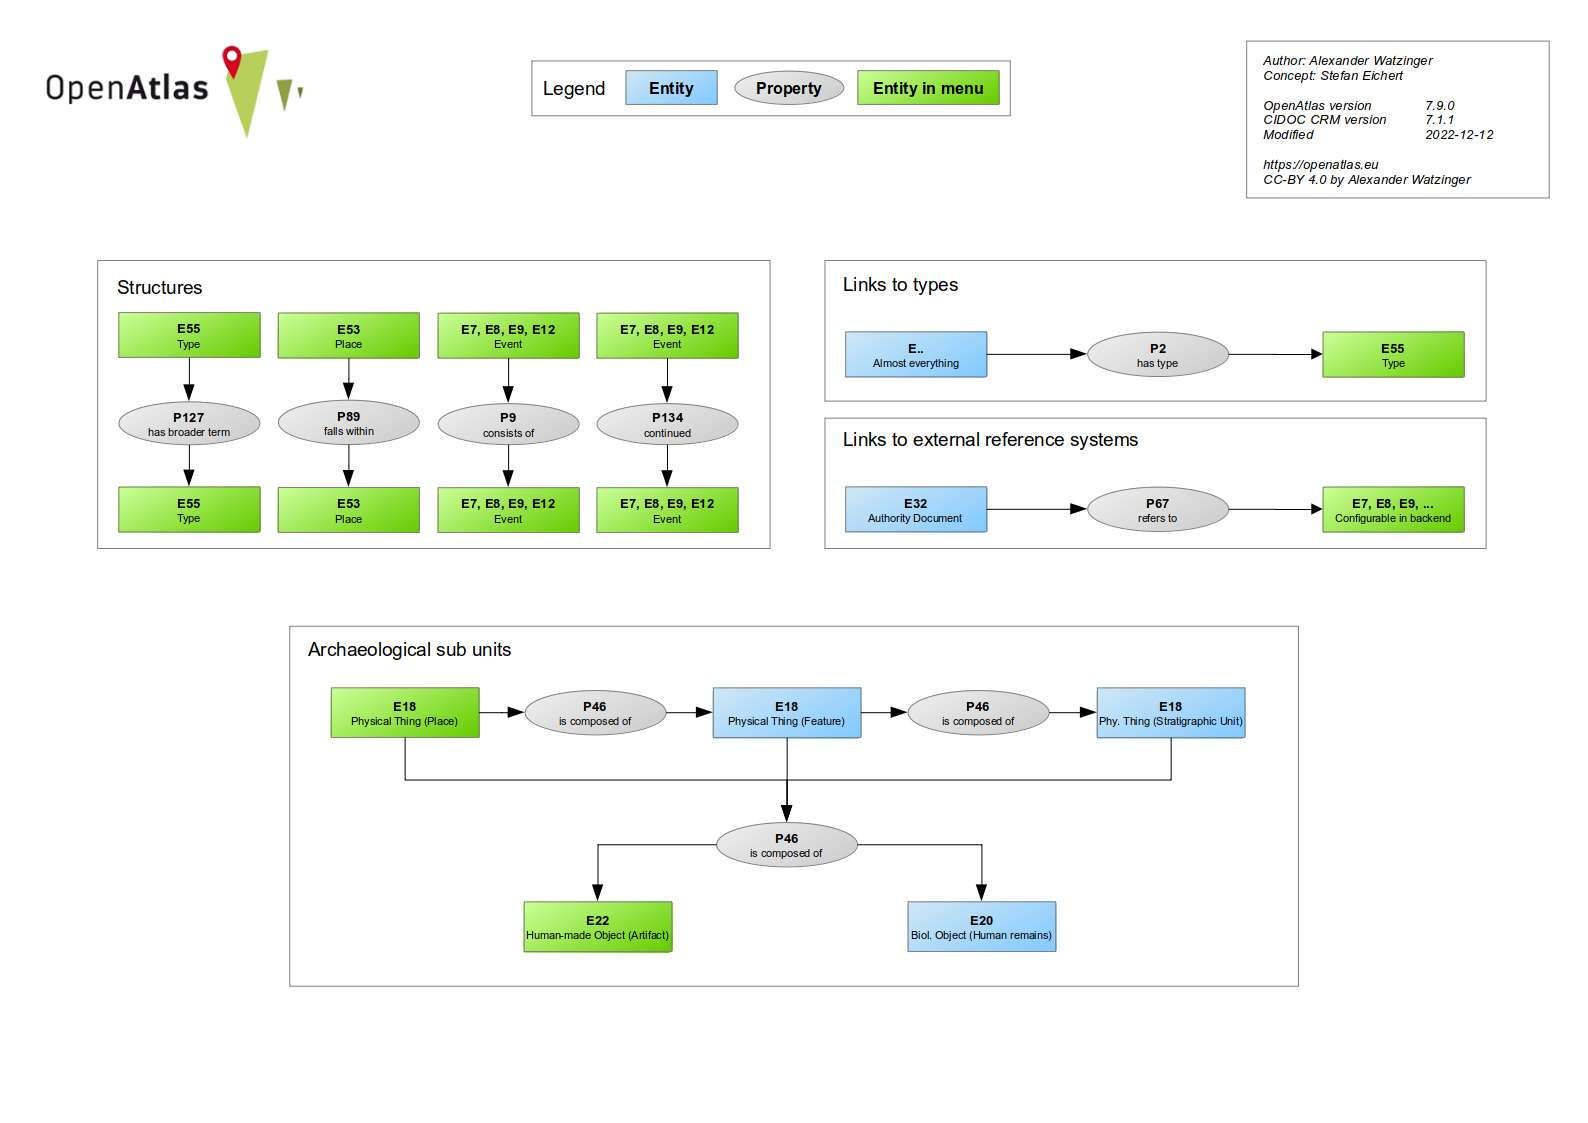 OpenAtlas
Legend
Entity
Property
Entity in menu
Author: Alexander Watzinger
Concept: Stefan Eichert
OpenAtlas version 7.9.0
CIDOC CRM version 7.1.1
Modified 2022-12-12
https://openatlas.eu
CC-BY 4.0 by Alexander Watzinger
Structures
E55
Type
E53
Place
E7, E8, E9, E12
Event
E7, E8, E9, E12
Event
P127
has broader term
P89
falls within
P9
consists of
P134
continued
E55
Type
E53
Place
E7, E8, E9, E12
Event
E7, E8, E9, E12
Event
Links to types
E..
Almost everything
P2
has type
E55
Type
Links to external reference systems
E32
Authority Document
P67
refers to
E7, E8, E9, ...
Configurable in backend
Archaeological sub units
E18
Physical Thing (Place)
P46
is composed of
E18
Physical Thing (Feature)
P46
is composed of
E18
Phy. Thing (Stratigraphic Unit)
P46
is composed of
E22
Human-made Object (Artifact)
E20
Biol. Object (Human remains)